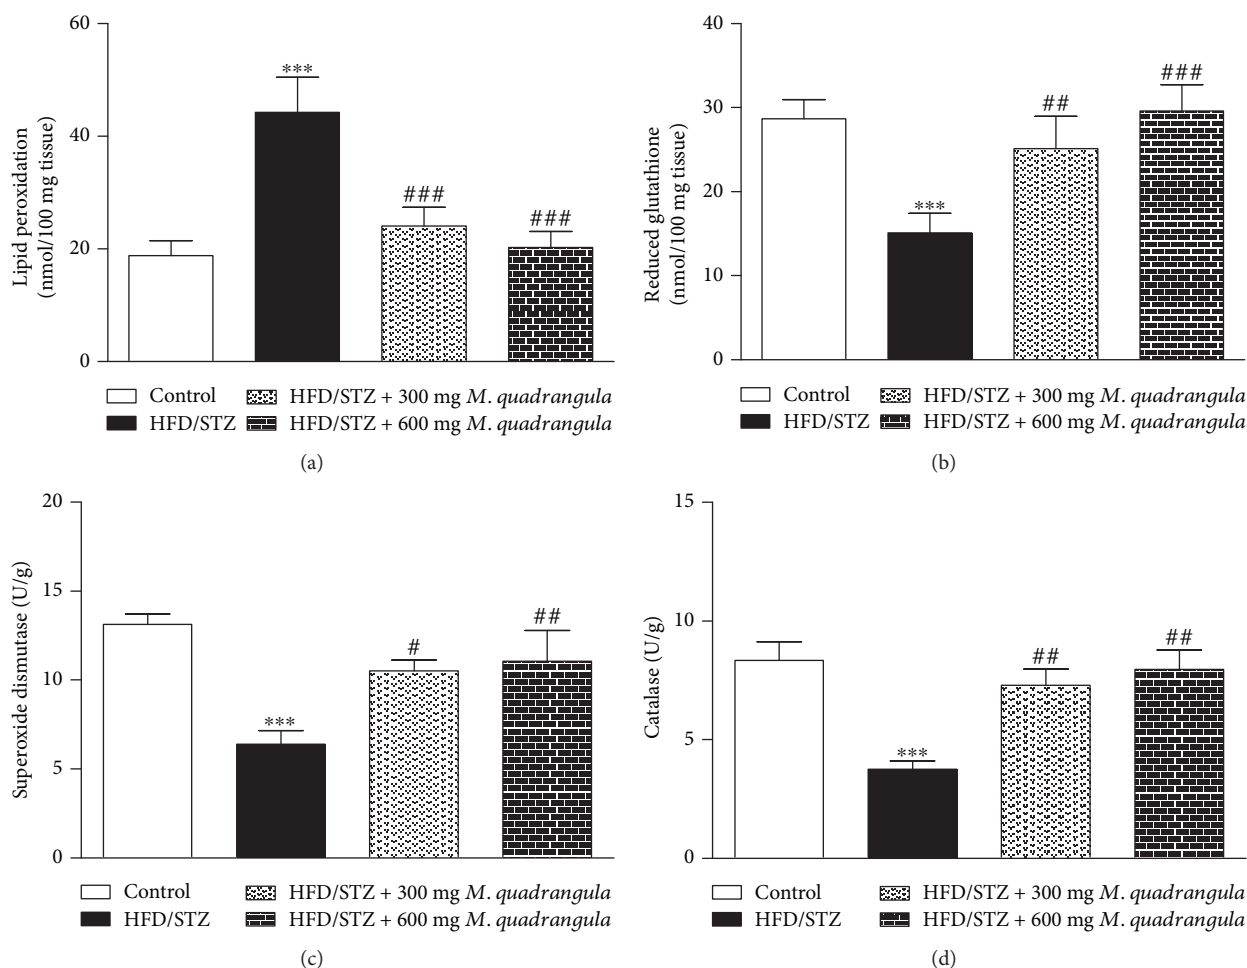 60
40
20
0
Lipid peroxidation
(nmol/100 mg tissue)
***
###
###
Control
HFD/STZ + 300 mg M. quadrangula
HFD/STZ
HFD/STZ + 600 mg M. quadrangula
(a)
40
30
20
10
0
Reduced glutathione
(nmol/100 mg tissue)
***
##
###
Control
HFD/STZ + 300 mg M. quadrangula
HFD/STZ
HFD/STZ + 600 mg M. quadrangula
(b)
20
15
10
5
0
Superoxide dismutase (U/g)
***
#
##
Control
HFD/STZ + 300 mg M. quadrangula
HFD/STZ
HFD/STZ + 600 mg M. quadrangula
(c)
15
10
5
0
Catalase (U/g)
***
##
##
Control
HFD/STZ + 300 mg M. quadrangula
HFD/STZ
HFD/STZ + 600 mg M. quadrangula
(d)